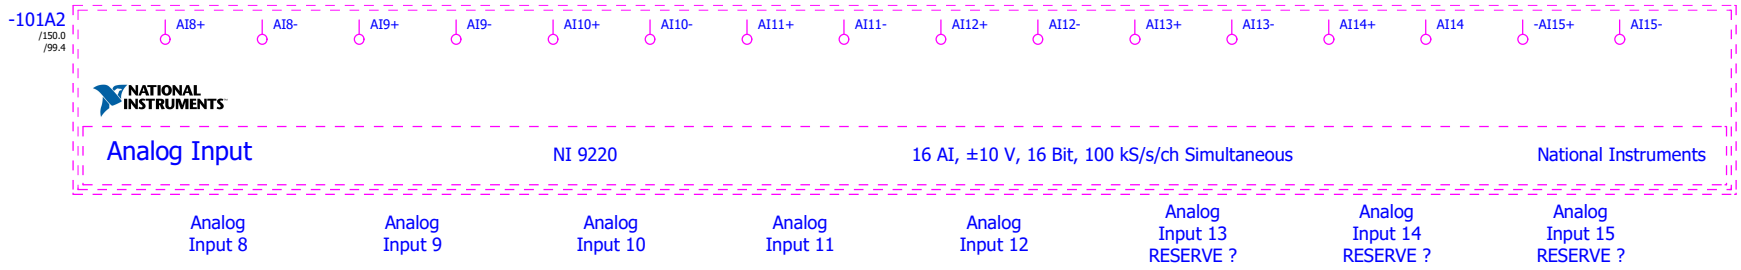 -101A2
/150.0
/99.4
AI8+ AI8- AI9+ AI9- AI10+ AI10- AI11+ AI11- AI12+ AI12- AI13+ AI13- AI14+ AI14 -AI15+ AI15-
NATIONAL
INSTRUMENTS
Analog Input NI 9220 16 AI, ±10 V, 16 Bit, 100 kS/s/ch Simultaneous National Instruments
Analog
Input 8
Analog
Input 9
Analog
Input 10
Analog
Input 11
Analog
Input 12
Analog
Input 13
RESERVE ?
Analog
Input 14
RESERVE ?
Analog
Input 15
RESERVE ?